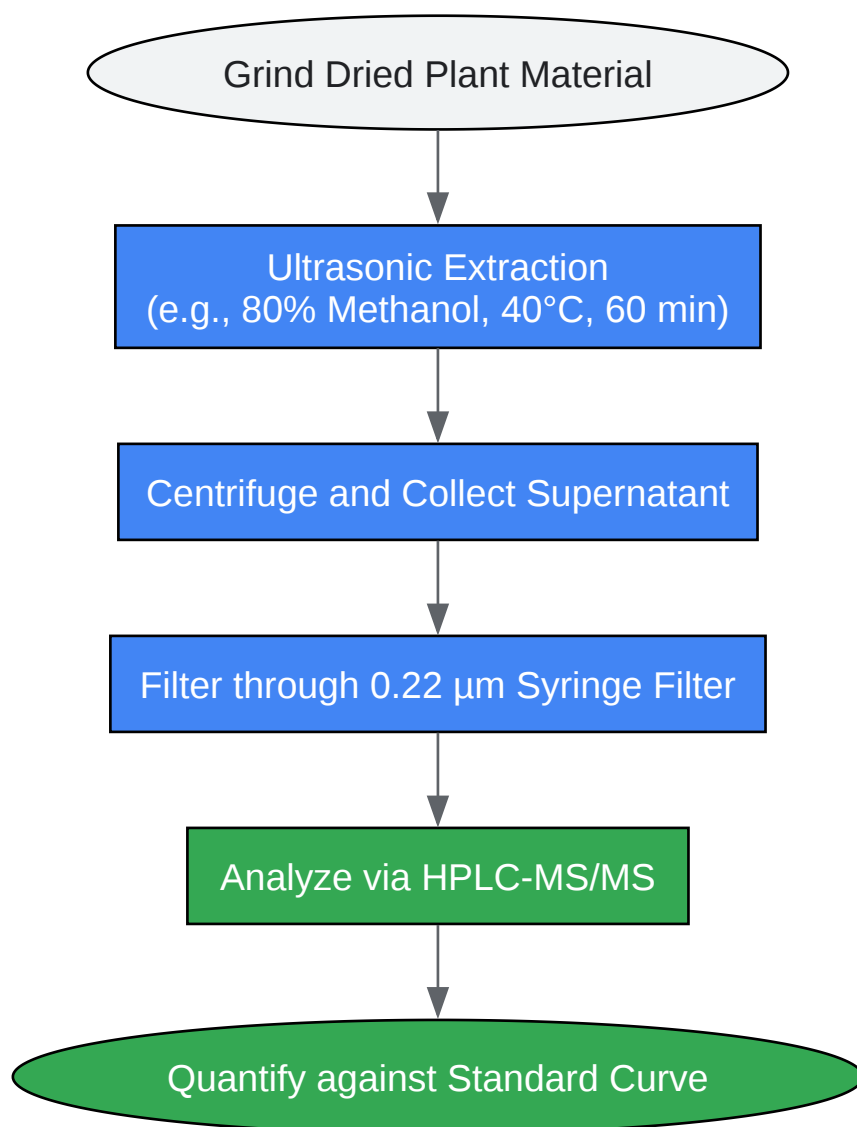 Grind Dried Plant Material
Ultrasonic Extraction
(e.g., 80% Methanol, 40°C, 60 min)
Centrifuge and Collect Supernatant
Filter through 0.22 µm Syringe Filter
Analyze via HPLC-MS/MS
Quantify against Standard Curve